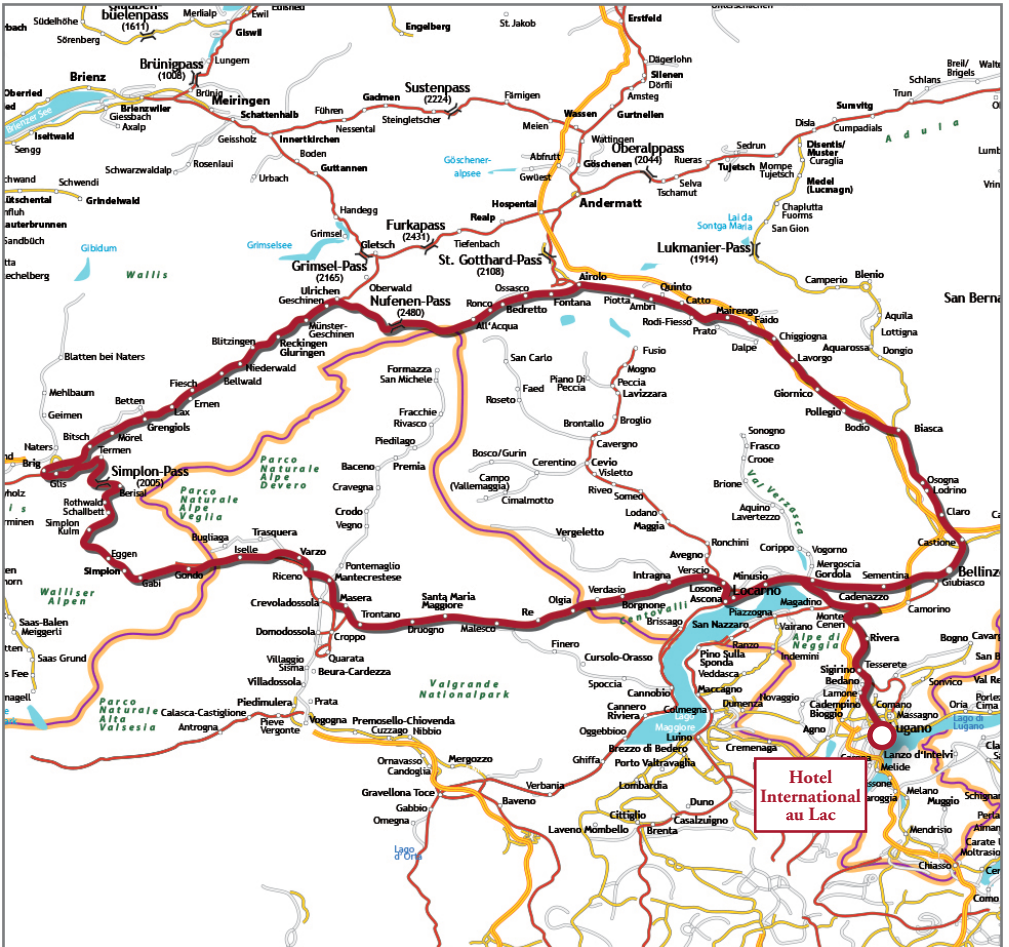 büelenpass
(1611)
Südelhöhe
Sörenberg
Merlialp
Ewil
Giswil
Lungern
Engelberg
St. Jakob
Erstfeld
Brünigpass
(1008)
Brienz
Brünig
Oberried
Brienzer See
Brienzwiler
Giessbach
Axalp
Iseltwald
Sengg
Meiringen
Schattenhalb
Geissholz
Innertkirchen
Schwarzwaldalp
Rosenlaui
Boden
Urbach
Guttannen
Führen
Nessental
Gadmen
Steingletscher
Sustenpass
(2224)
Färnigen
Meien
Wassen
Dägerlohn
Silenen
Dörfli
Amsteg
Gurtnellen
Wattingen
Abfrutt
Göschenen
Gwüest
Göschener-
alpsee
Oberalppass
(2044)
Tschamut
Selva
Rueras
Tujetsch
Sedrun
Mompe
Tujetsch
Disla
Disentis/
Muster
Curaglia
Medel
(Lucmagn)
Cumpadials
Sumvitg
Trun
Schlans
Breil/
Brigels
Adula
Chaplutta
Fuorms
San Gion
Lai da
Sontga Maria
Lukmanier-Pass
(1914)
Schwendi
Grindelwald
Gibidum
Wallis
Handegg
Grimsel
Grimselsee
Gletsch
Grimsel-Pass
(2165)
Furkapass
(2431)
Tiefenbach
Realp
Hospental
Andermatt
St. Gotthard-Pass
(2108)
Oberwald
Ulrichen
Geschinen
Nufenen-Pass
(2480)
Münster-
Geschinen
Reckingen
Gluringen
Blitzingen
Niederwald
Bellwald
Fiesch
Ernen
Lax
Grengiols
Betten
Mörel
Bitsch
Termen
Blatten bei Naters
Mehlbaum
Geimen
Naters
Brig
Glis
All'Acqua
Ronco
Bedretto
Ossasco
Fontana
Airolo
Piotta
Ambri
Quinto
Rodi-Fiesso
Catto
Prato
Mairengo
Faido
Dalpe
Chiggiogna
Lavorgo
Giornico
Pollegio
Bodio
Biasca
Camperio
Blenio
Aquila
Lottigna
Aquarossa
Dongio
Osogna
Lodrino
Claro
Castione
Giubiasco
Sementina
Camorino
Cadenazzo
Gordola
Simplon-Pass
(2005)
Berisal
Rothwald
Schallbett
Simplon
Kulm
Eggen
Simplon
Gabi
Gondo
Parco
Naturale
Alpe
Veglia
Parco
Naturale
Alpe
Devero
Bugliaga
Trasquera
Iselle
Varzo
Riceno
Crevoladossola
Pontemaglio
Mantecrestese
Masera
Trontano
Croppo
Domodossola
Quarata
Beura-Cardezza
Villaggio
Sisma
Villadossola
Formazza
San Michele
Fracchie
Rivasco
Piedilago
Premia
Baceno
Cravegna
Crodo
Vegno
Walliser
Alpen
Saas-Balen
Meiggerli
Saas Grund
Parco
Naturale
Alta
Valsesia
Calasca-Castiglione
Antrogna
Piedimulera
Pieve
Vergonte
Prata
Vogogna
Premosello-Chiovenda
Cuzzago
Nibbio
Ornavasso
Candoglia
Mergozzo
Gravellona Toce
Gabbio
Omegna
Lago
d'Orta
Verbania
Baveno
Valgrande
Nationalpark
Druogno
Santa Maria
Maggiore
Malesco
Re
Olgia
Verdasio
Borgnone
Centovalli
Intragna
Verscio
Losone
Ascona
Locarno
Minusio
San Carlo
Faed
Roseto
Piano Di
Peccia
Fusio
Mogno
Peccia
Lavizzara
Broglio
Brontallo
Cavergno
Bosco/Gurin
Cerentino
Cevio
Campo
(Vallemaggia)
Cimalmotto
Visletto
Riveo
Someo
Lodano
Maggia
Vergeletto
Avegno
Ronchini
Sonogno
Frasco
Crooe
Brione
Val Verzasca
Aquino
Lavertezzo
Corippo
Vogorno
Mergoscia
Brissago
San Nazzaro
Piazzogna
Magadino
Vairano
Ranzo
Indemini
Alpe di
Neggia
Monte
Ceneri
Finero
Cursolo-Orasso
Spoccia
Cannobio
Cannero
Riviera
Oggebbio
Ghiffa
Pino Sulla
Sponda
Veddasca
Maccagno
Colmegna
Lago
Maggiore
Luino
Brezzo di Bedero
Porto Valtravaglia
Lombardia
Dumenza
Cremenaga
Novaggio
Duno
Cittiglio
Casalzuigno
Laveno Mombello
Brenta
Rivera
Sigirino
Bedano
Tesserete
Lamone
Cadempino
Bioggio
Agno
Comano
Massagno
Sonvico
Bogno
Oria
Lago di
Lugano
Lanzo d'Intelvi
Melide
Melano
Muggio
Mendrisio
Chiasso
Como
Hotel
International
au Lac